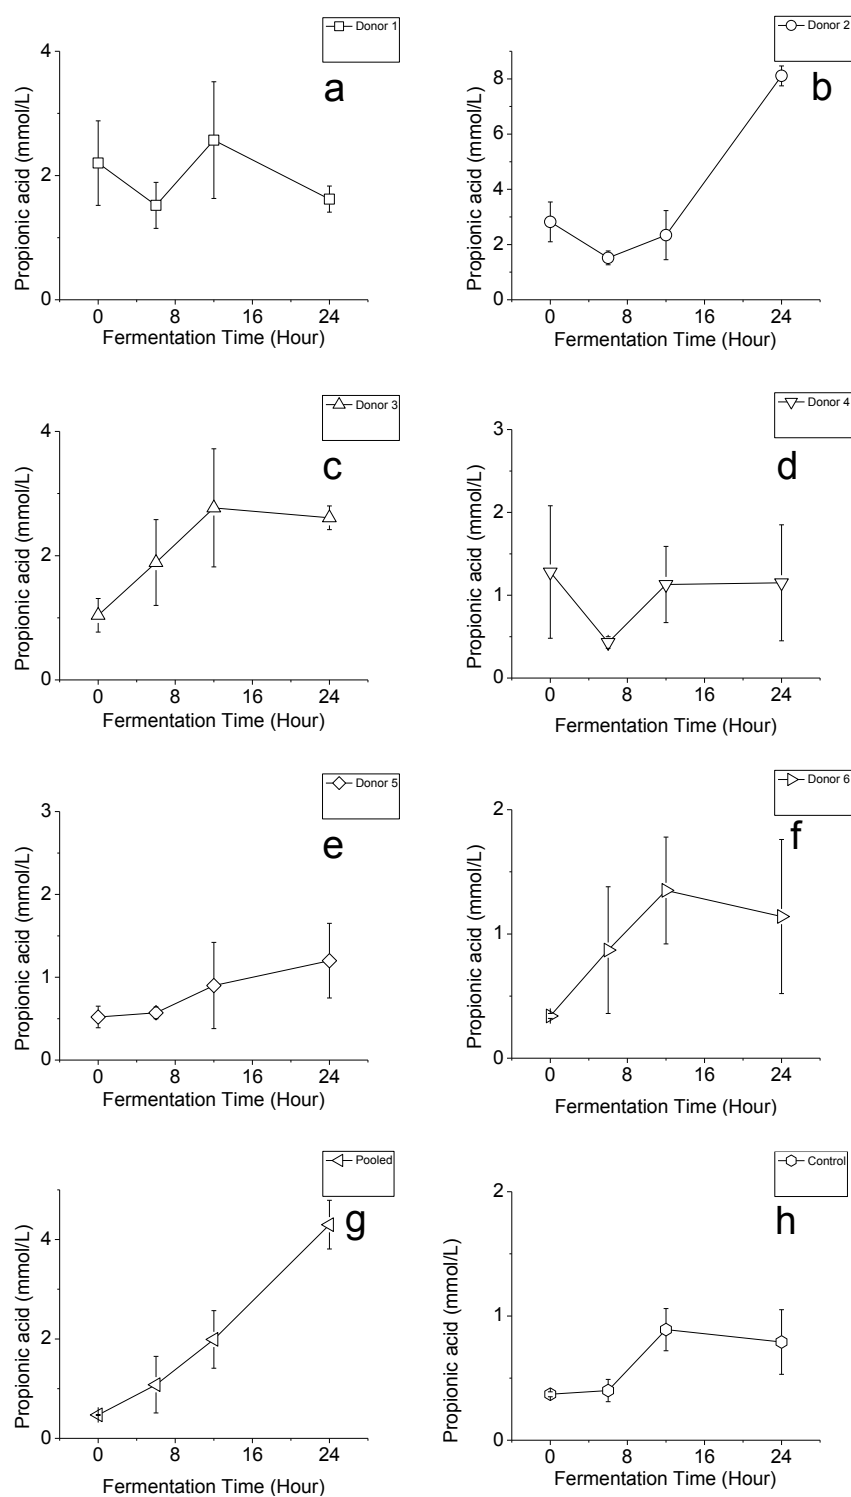 Donor 1
a
Propionic acid (mmol/L)
4
2
0
0 8 16 24
Fermentation Time (Hour)
Donor 2
b
Propionic acid (mmol/L)
8
6
4
2
0
0 8 16 24
Fermentation Time (Hour)
Donor 3
c
Propionic acid (mmol/L)
4
2
0
0 8 16 24
Fermentation Time (Hour)
Donor 4
d
Propionic acid (mmol/L)
3
2
1
0
0 8 16 24
Fermentation Time (Hour)
Donor 5
e
Propionic acid (mmol/L)
3
2
1
0
0 8 16 24
Fermentation Time (Hour)
Donor 6
f
Propionic acid (mmol/L)
2
1
0
0 8 16 24
Fermentation Time (Hour)
Pooled
g
Propionic acid (mmol/L)
4
2
0
0 8 16 24
Fermentation Time (Hour)
Control
h
Propionic acid (mmol/L)
2
1
0
0 8 16 24
Fermentation Time (Hour)